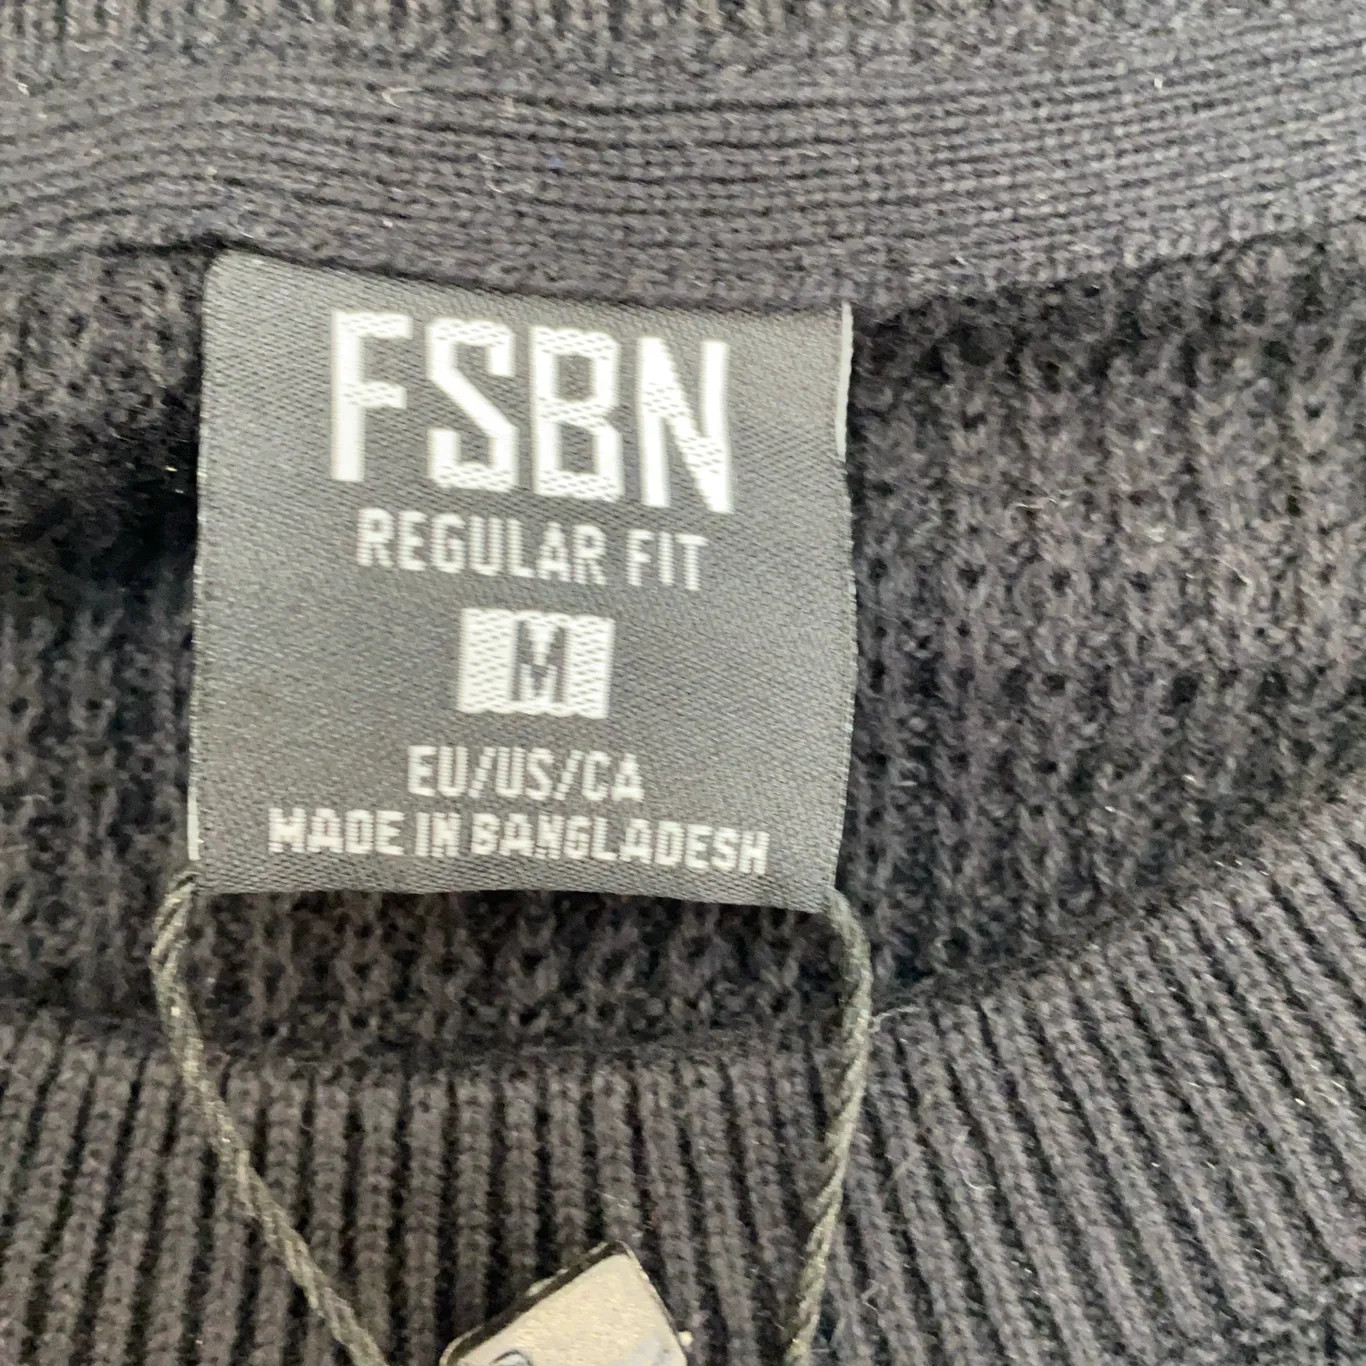 FSBN
REGULAR FIT
M
EU/US/CA
MADE IN BANGLADESH